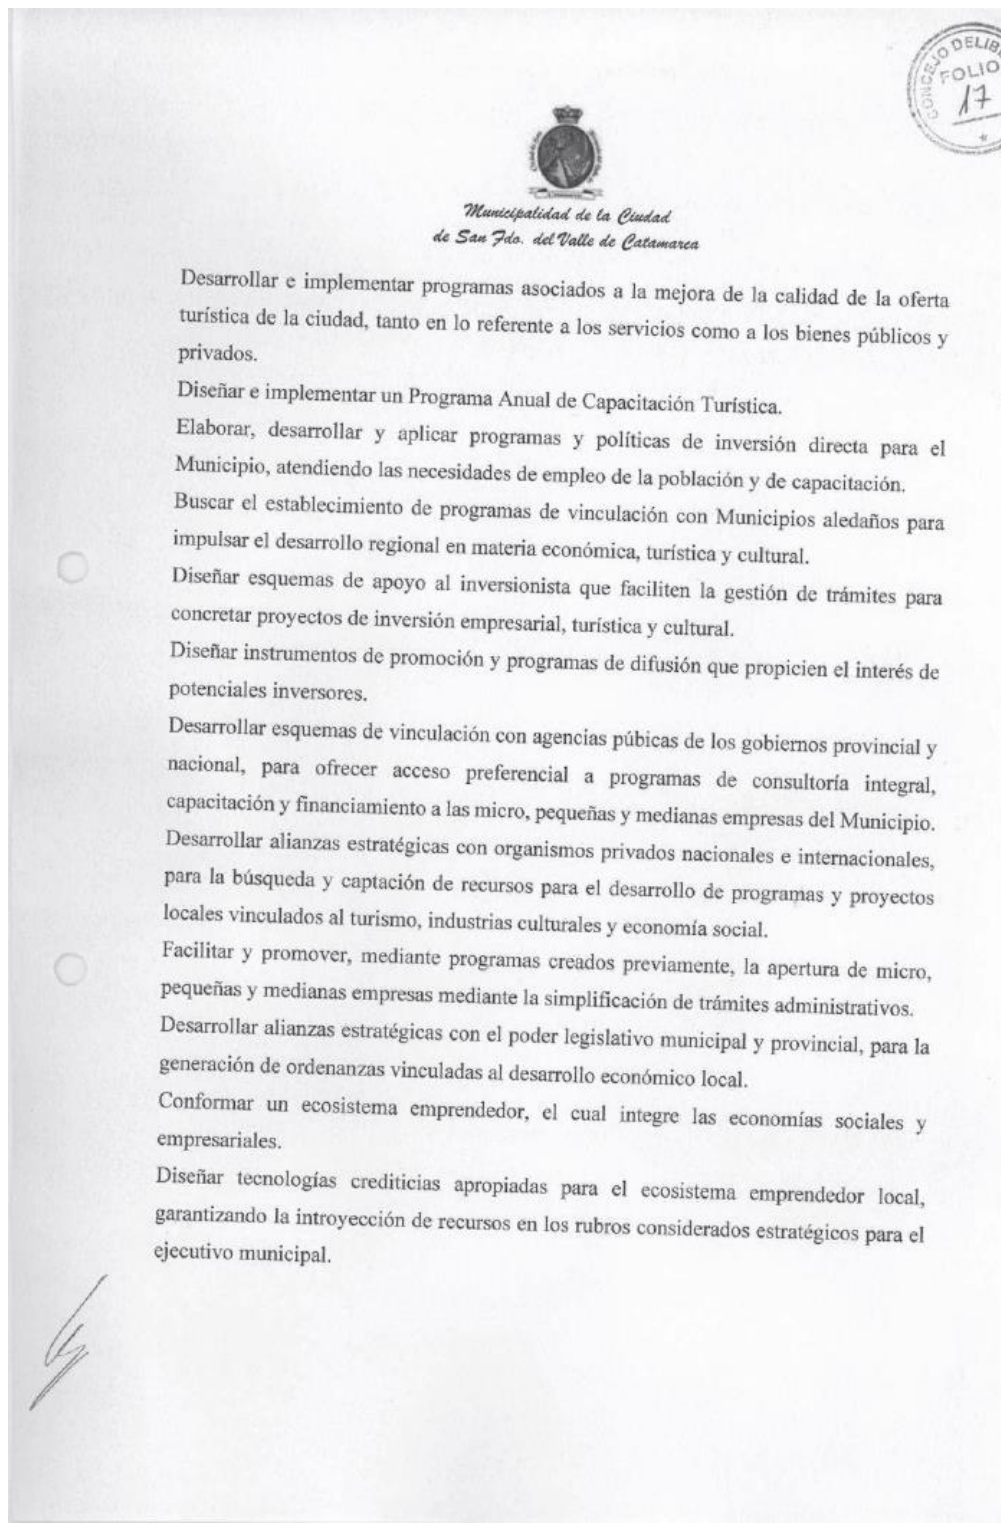 CONCEJO DELIBE
FOLIO
17
Municipalidad de la Ciudad
de San Fdo. del Valle de Catamarca
Desarrollar e implementar programas asociados a la mejora de la calidad de la oferta
turística de la ciudad, tanto en lo referente a los servicios como a los bienes públicos y
privados.
Diseñar e implementar un Programa Anual de Capacitación Turística.
Elaborar, desarrollar y aplicar programas y políticas de inversión directa para el
Municipio, atendiendo las necesidades de empleo de la población y de capacitación.
Buscar el establecimiento de programas de vinculación con Municipios aledaños para
impulsar el desarrollo regional en materia económica, turística y cultural.
Diseñar esquemas de apoyo al inversionista que faciliten la gestión de trámites para
concretar proyectos de inversión empresarial, turística y cultural.
Diseñar instrumentos de promoción y programas de difusión que propicien el interés de
potenciales inversores.
Desarrollar esquemas de vinculación con agencias púbicas de los gobiernos provincial y
nacional, para ofrecer acceso preferencial a programas de consultoría integral,
capacitación y financiamiento a las micro, pequeñas y medianas empresas del Municipio.
Desarrollar alianzas estratégicas con organismos privados nacionales e internacionales,
para la búsqueda y captación de recursos para el desarrollo de programas y proyectos
locales vinculados al turismo, industrias culturales y economía social.
Facilitar y promover, mediante programas creados previamente, la apertura de micro,
pequeñas y medianas empresas mediante la simplificación de trámites administrativos.
Desarrollar alianzas estratégicas con el poder legislativo municipal y provincial, para la
generación de ordenanzas vinculadas al desarrollo económico local.
Conformar un ecosistema emprendedor, el cual integre las economías sociales y
empresariales.
Diseñar tecnologías crediticias apropiadas para el ecosistema emprendedor local,
garantizando la introyección de recursos en los rubros considerados estratégicos para el
ejecutivo municipal.